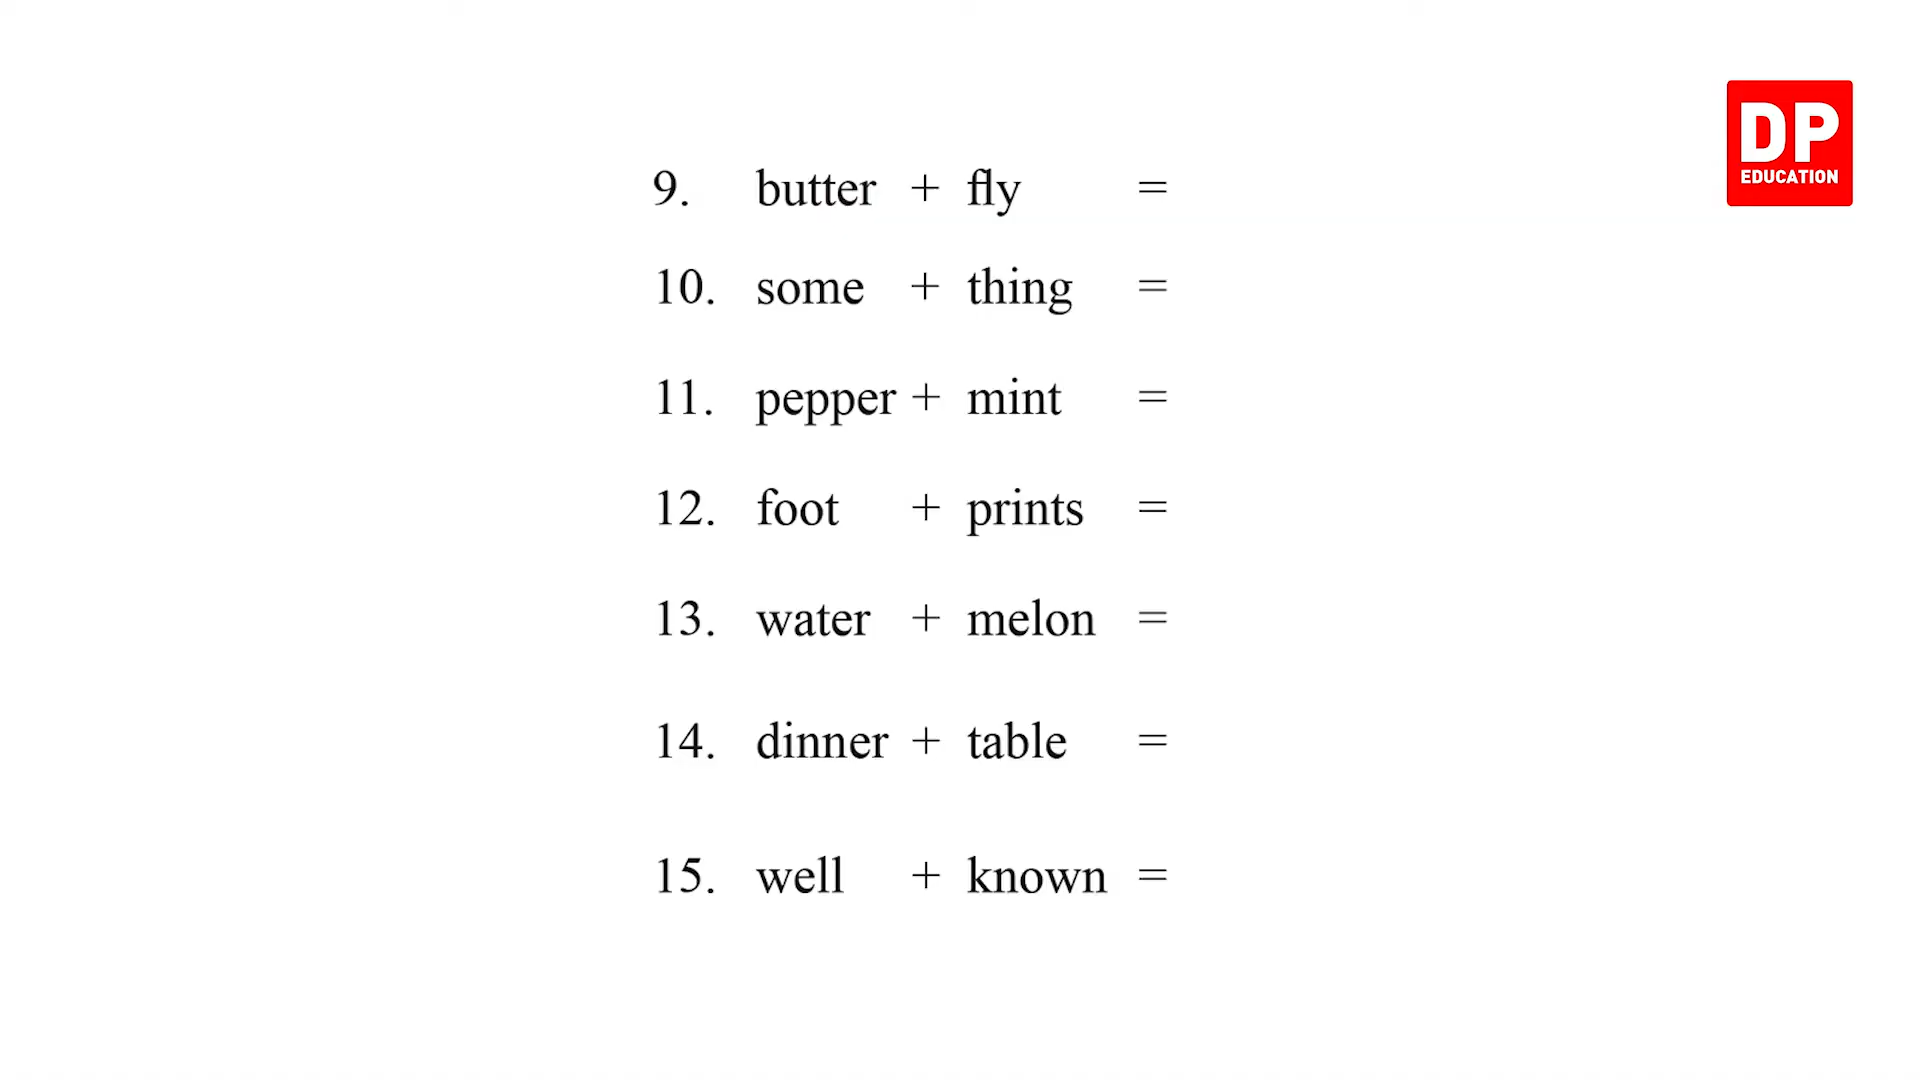 DP
EDUCATION
9. butter + fly =
10. some + thing =
11. pepper + mint =
12. foot + prints =
13. water + melon =
14. dinner + table =
15. well + known =